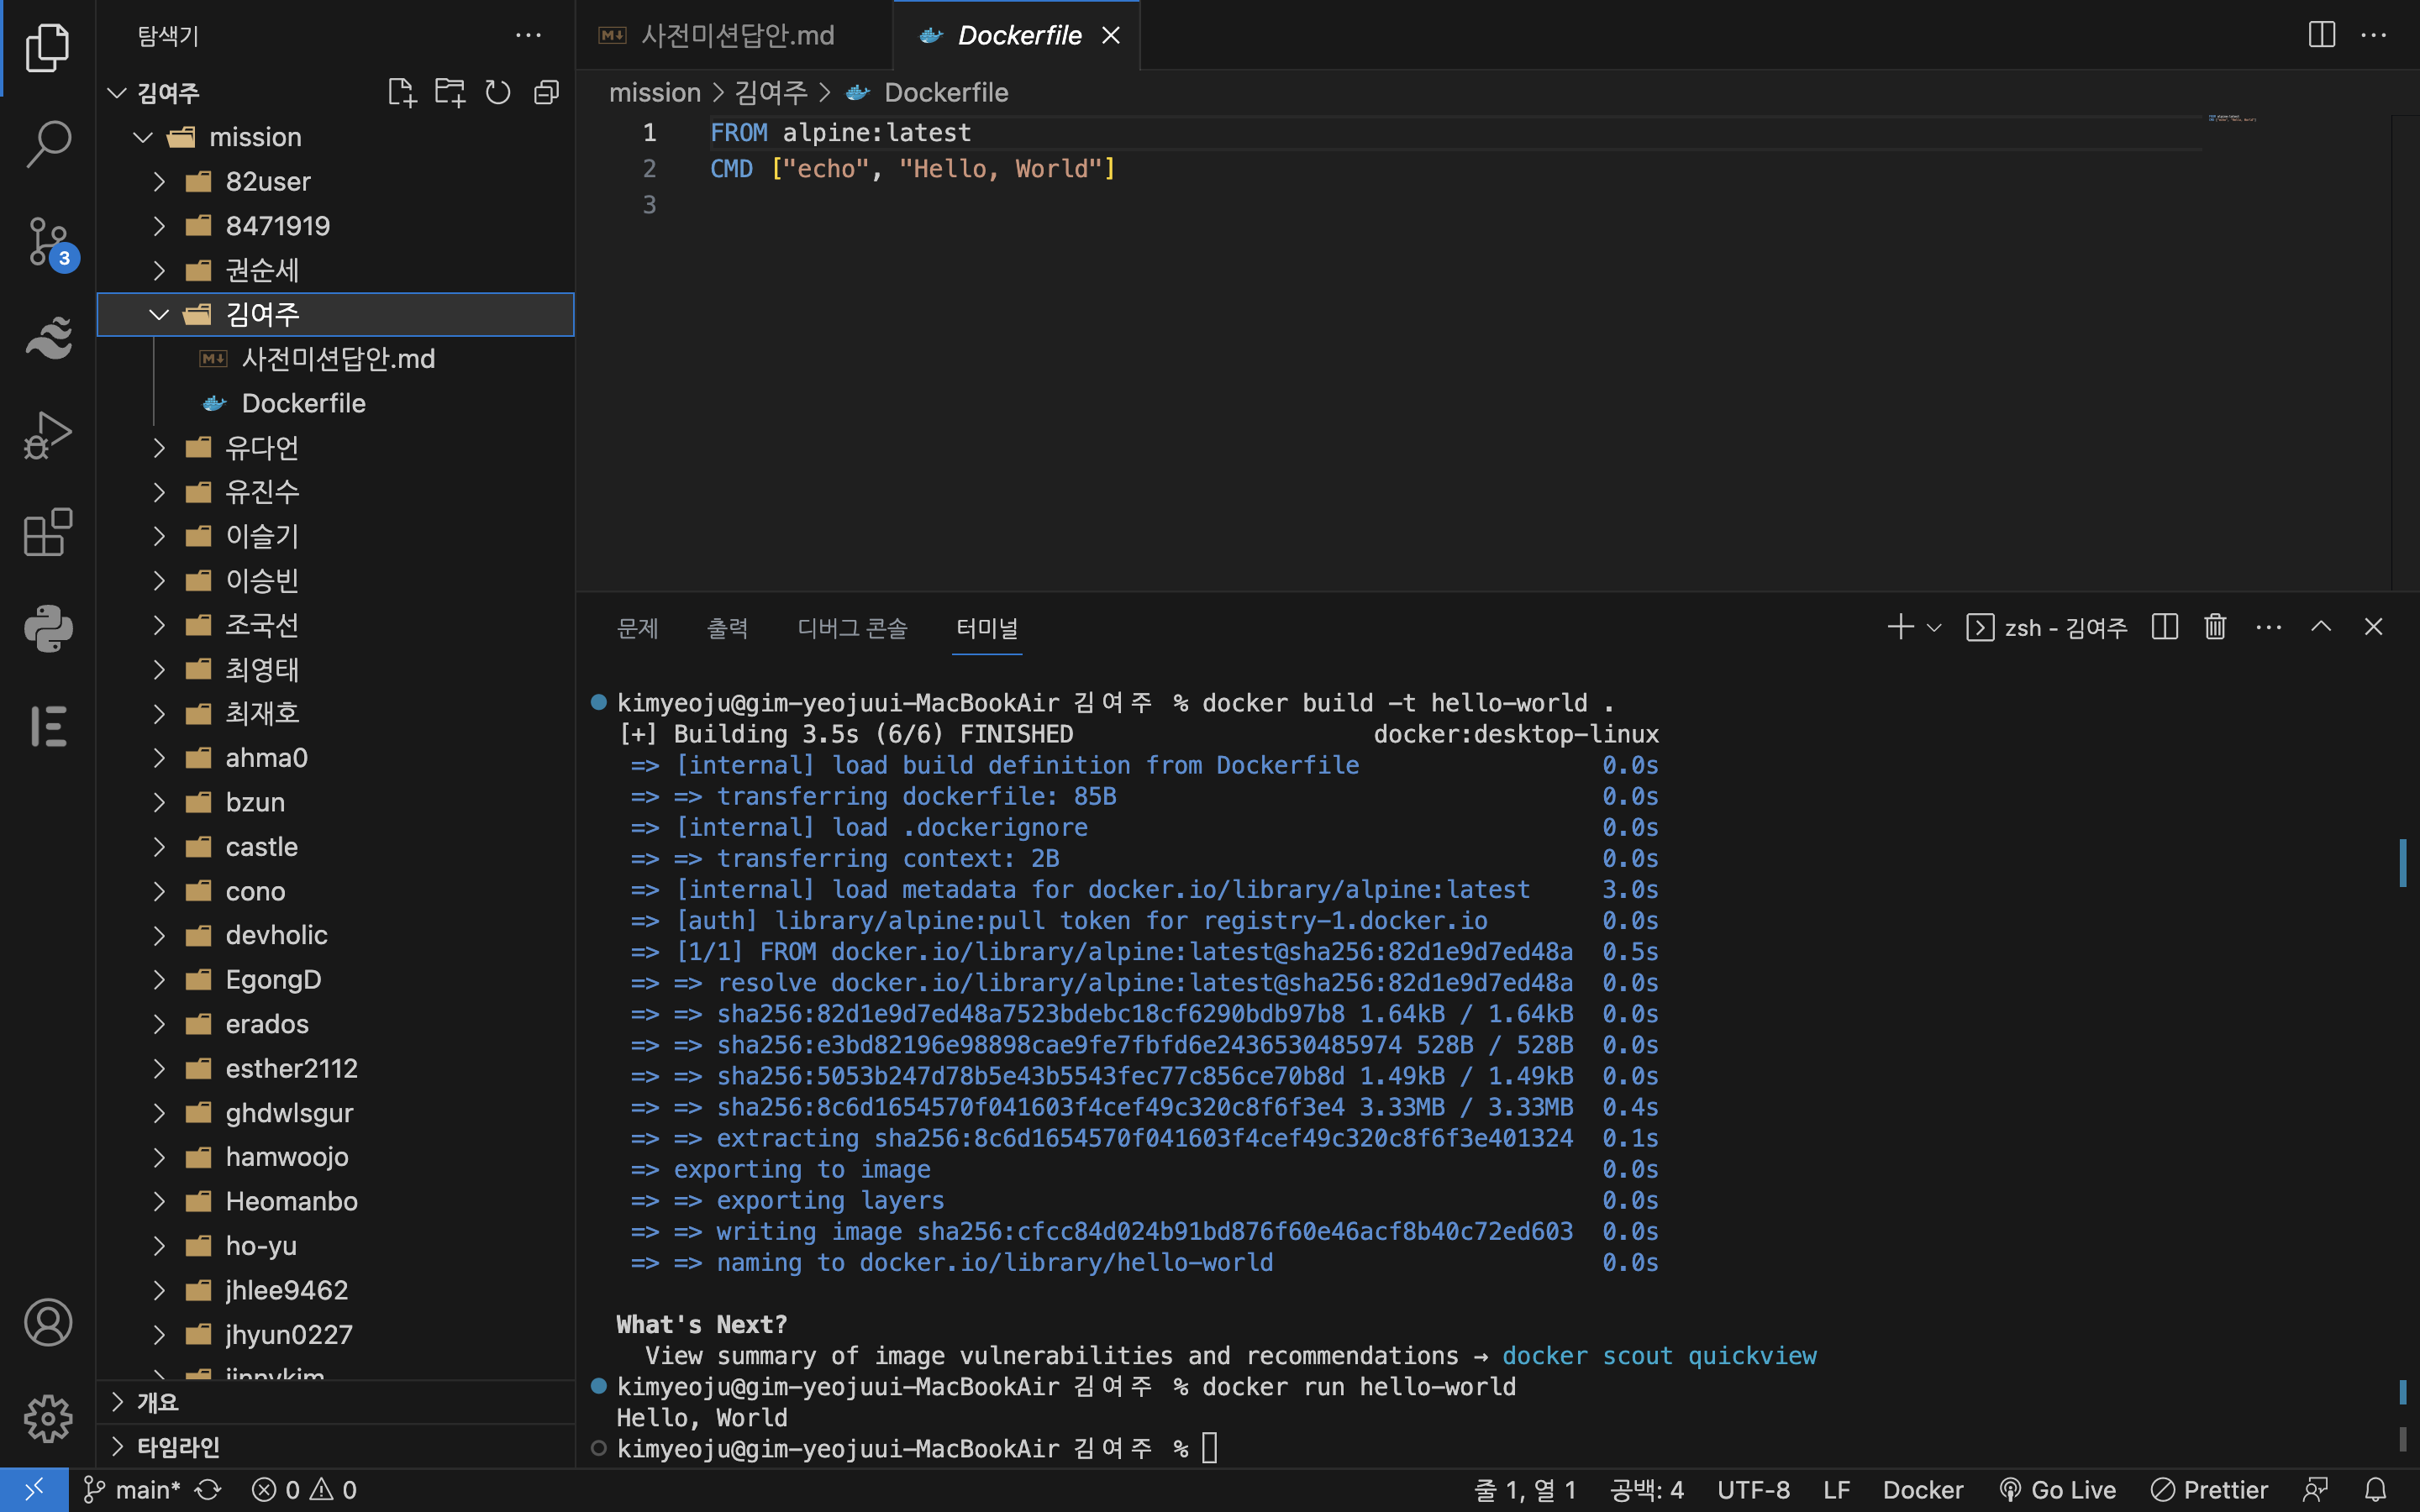 탐색기
김여주
mission
82user
8471919
권순세
김여주
사전미션답안.md
Dockerfile
유다언
유진수
이슬기
이승빈
조국선
최영태
최재호
ahma0
bzun
castle
cono
devholic
EgongD
erados
esther2112
ghdwlsgur
hamwoojo
Heomanbo
ho-yu
jhlee9462
jhyun0227
jinnykim
개요
타임라인
3
사전미션답안.md
Dockerfile
mission > 김여주 > Dockerfile
1 FROM alpine:latest
2 CMD ["echo", "Hello, World"]
3
문제 출력 디버그 콘솔 터미널
zsh - 김여주
kimyeoju@gim-yeojuui-MacBookAir 김여주 % docker build -t hello-world .
[+] Building 3.5s (6/6) FINISHED docker:desktop-linux
=> [internal] load build definition from Dockerfile 0.0s
=> => transferring dockerfile: 85B 0.0s
=> [internal] load .dockerignore 0.0s
=> => transferring context: 2B 0.0s
=> [internal] load metadata for docker.io/library/alpine:latest 3.0s
=> [auth] library/alpine:pull token for registry-1.docker.io 0.0s
=> [1/1] FROM docker.io/library/alpine:latest@sha256:82d1e9d7ed48a 0.5s
=> => resolve docker.io/library/alpine:latest@sha256:82d1e9d7ed48a 0.0s
=> => sha256:82d1e9d7ed48a7523bdebc18cf6290bdb97b8 1.64kB / 1.64kB 0.0s
=> => sha256:e3bd82196e98898cae9fe7fbfd6e2436530485974 528B / 528B 0.0s
=> => sha256:5053b247d78b5e43b5543fec77c856ce70b8d 1.49kB / 1.49kB 0.0s
=> => sha256:8c6d1654570f041603f4cef49c320c8f6f3e4 3.33MB / 3.33MB 0.4s
=> => extracting sha256:8c6d1654570f041603f4cef49c320c8f6f3e401324 0.1s
=> exporting to image 0.0s
=> => exporting layers 0.0s
=> => writing image sha256:cfcc84d024b91bd876f60e46acf8b40c72ed603 0.0s
=> => naming to docker.io/library/hello-world 0.0s
What's Next?
View summary of image vulnerabilities and recommendations → docker scout quickview
kimyeoju@gim-yeojuui-MacBookAir 김여주 % docker run hello-world
Hello, World
kimyeoju@gim-yeojuui-MacBookAir 김여주 %
main* 0 0 줄 1, 열 1 공백: 4 UTF-8 LF Docker Go Live Prettier